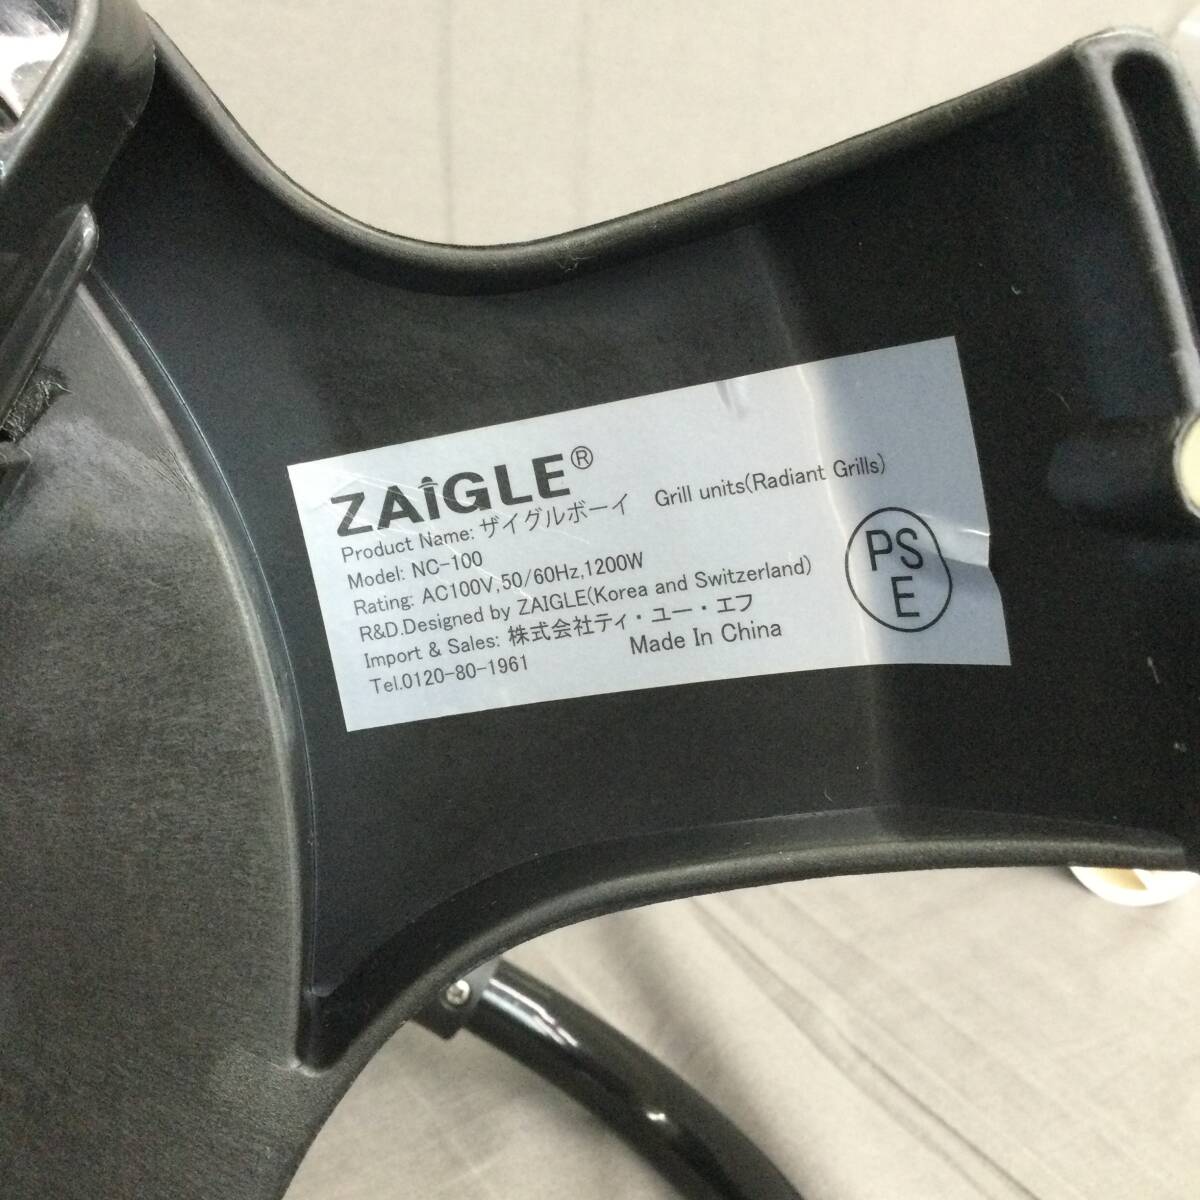 ZAiGLE®
Product Name: ザイグルボーイ Grill units(Radiant Grills)
Model: NC-100
Rating: AC100V,50/60Hz,1200W
R&D.Designed by ZAIGLE(Korea and Switzerland)
Import & Sales: 株式会社ティ・ユー・エフ
Tel.0120-80-1961 Made In China
PS
E